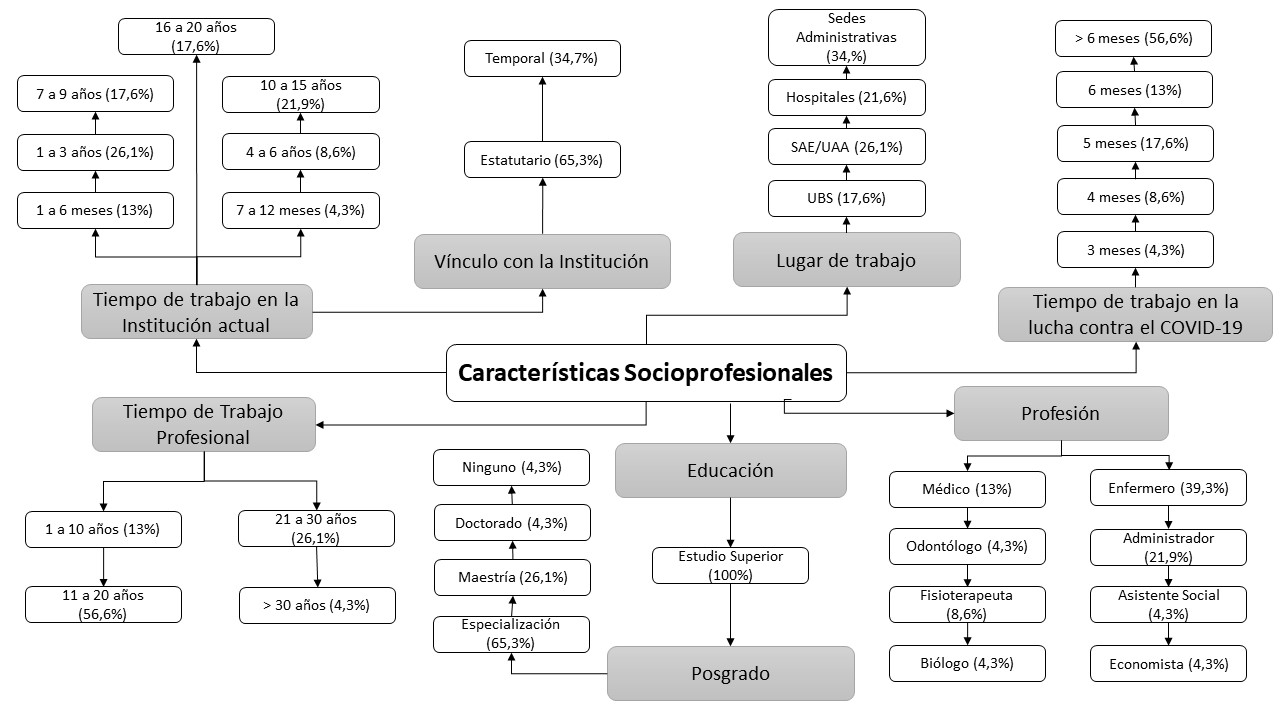 16 a 20 años
(17,6%)
7 a 9 años (17,6%)
10 a 15 años
(21,9%)
1 a 3 años (26,1%)
4 a 6 años (8,6%)
1 a 6 meses (13%)
7 a 12 meses (4,3%)
Tiempo de trabajo en la
Institución actual
Temporal (34,7%)
Estatutario (65,3%)
Vínculo con la Institución
Sedes
Administrativas
(34,%)
Hospitales (21,6%)
SAE/UAA (26,1%)
UBS (17,6%)
Lugar de trabajo
> 6 meses (56,6%)
6 meses (13%)
5 meses (17,6%)
4 meses (8,6%)
3 meses (4,3%)
Tiempo de trabajo en la
lucha contra el COVID-19
Características Socioprofesionales
Tiempo de Trabajo
Profesional
1 a 10 años (13%)
21 a 30 años
(26,1%)
11 a 20 años
(56,6%)
> 30 años (4,3%)
Ninguno (4,3%)
Doctorado (4,3%)
Maestría (26,1%)
Especialización
(65,3%)
Educación
Estudio Superior
(100%)
Posgrado
Profesión
Médico (13%)
Enfermero (39,3%)
Odontólogo (4,3%)
Administrador
(21,9%)
Fisioterapeuta
(8,6%)
Asistente Social
(4,3%)
Biólogo (4,3%)
Economista (4,3%)